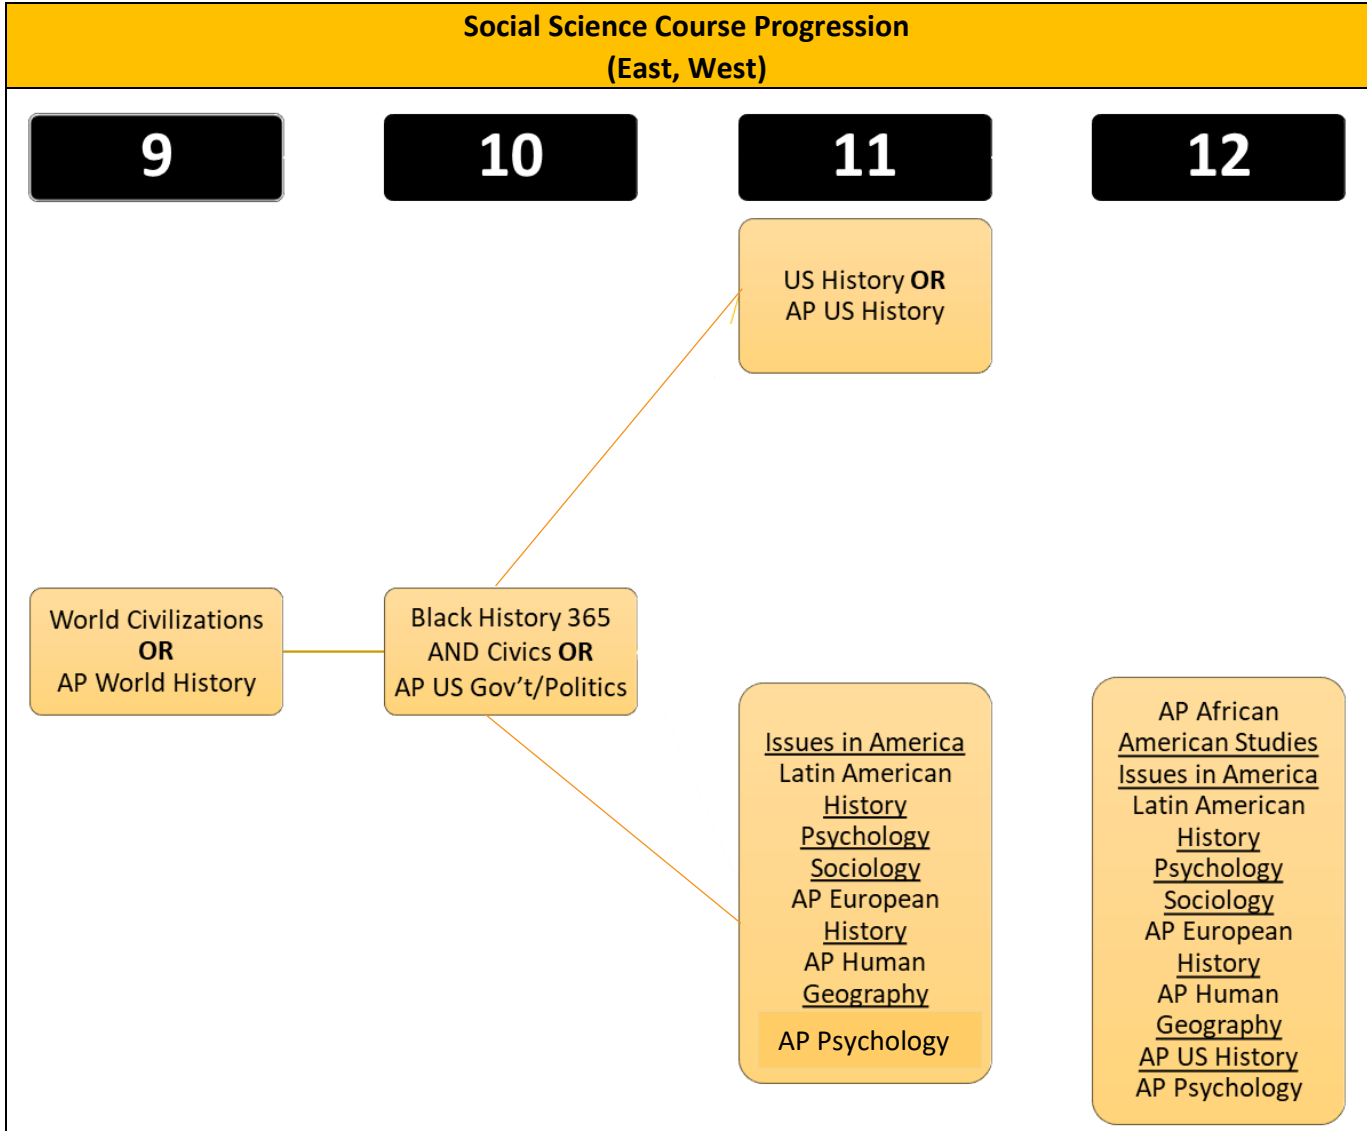 Social Science Course Progression
(East, West)
9
10
11
12
US History OR
AP US History
World Civilizations
OR
AP World History
Black History 365
AND Civics OR
AP US Gov't/Politics
Issues in America
Latin American
History
Psychology
Sociology
AP European
History
AP Human
Geography
AP Psychology
AP African
American Studies
Issues in America
Latin American
History
Psychology
Sociology
AP European
History
AP Human
Geography
AP US History
AP Psychology